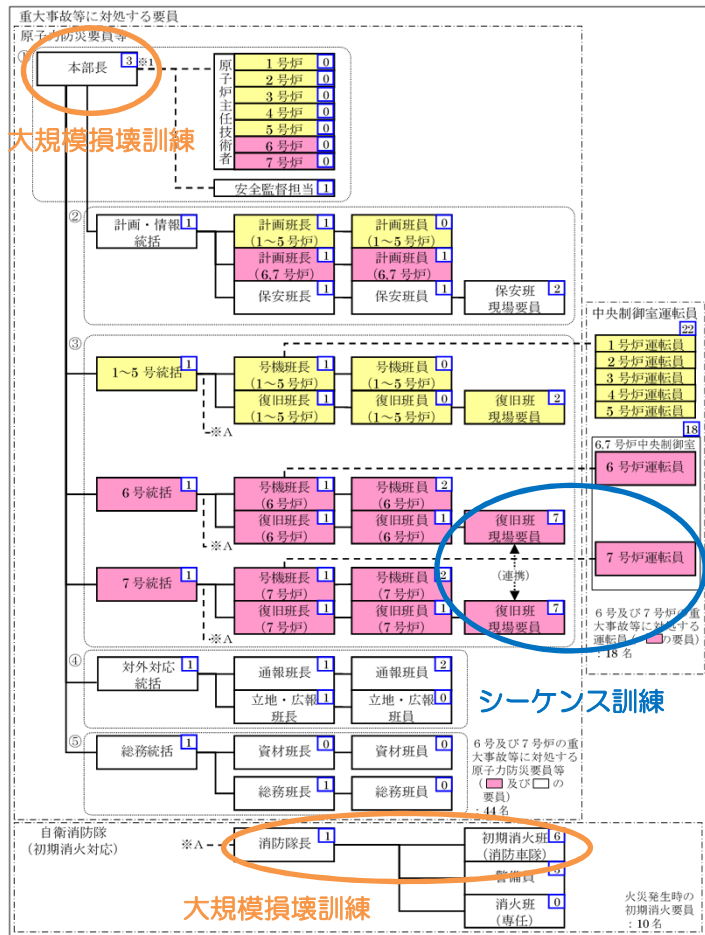 重大事故等に対処する要員
原子力防災要員等
①
本部長 3 ※1
大規模損壊訓練
原子炉主任技術者
1号炉 0
2号炉 0
3号炉 0
4号炉 0
5号炉 0
6号炉 0
7号炉 0
安全監督担当 1
②
計画・情報 1
統括
計画班長 1
(1~5号炉)
計画班員 0
(1~5号炉)
計画班長 1
(6,7号炉)
計画班員 1
(6,7号炉)
保安班長 1
保安班員 1
保安班 2
現場要員
中央制御室運転員
22
1号炉運転員
2号炉運転員
3号炉運転員
4号炉運転員
5号炉運転員
③
1~5号統括 1
号機班長 1
(1~5号炉)
号機班員 0
(1~5号炉)
復旧班長 1
(1~5号炉)
復旧班員 0
(1~5号炉)
復旧班 2
現場要員
※A
18
6,7号炉中央制御室
6号炉運転員
6号統括 1
号機班長 1
(6号炉)
号機班員 2
(6号炉)
復旧班長 1
(6号炉)
復旧班員 1
(6号炉)
復旧班 7
現場要員
※A
(連携)
7号炉運転員
7号統括 1
号機班長 1
(7号炉)
号機班員 2
(7号炉)
復旧班長 1
(7号炉)
復旧班員 1
(7号炉)
復旧班 7
現場要員
※A
6号及び7号炉の重
大事故等に対処する
運転員(の要員)
:18名
④
対外対応 1
統括
通報班長 1
通報班員 2
立地・広報 1
班長
立地・広報 0
班員
シーケンス訓練
⑤
総務統括 1
資材班長 0
資材班員 0
総務班長 0
総務班員 0
6号及び7号炉の重
大事故等に対処する
原子力防災要員等
(及びの
要員)
:44名
自衛消防隊
(初期消火対応)
※A
消防隊長 1
初期消火班 6
(消防車隊)
警備員
消火班 0
(専任)
大規模損壊訓練
火災発生時の
初期消火要員
:10名